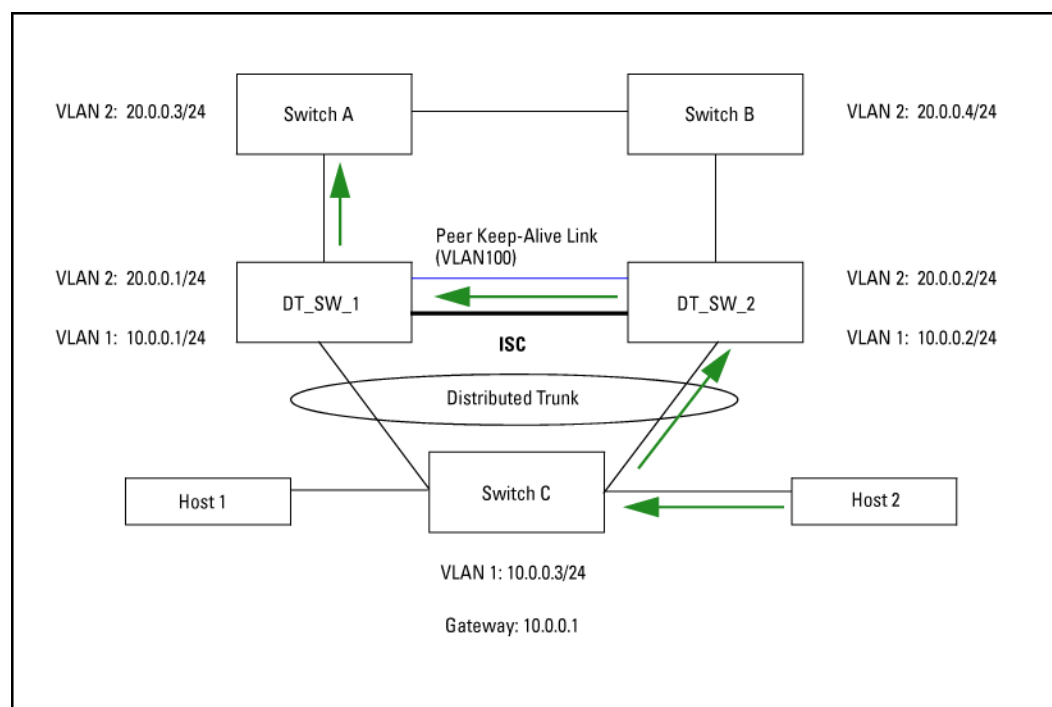 VLAN 2: 20.0.0.3/24
Switch A
Switch B
VLAN 2: 20.0.0.4/24
Peer Keep-Alive Link
(VLAN100)
VLAN 2: 20.0.0.1/24
VLAN 1: 10.0.0.1/24
DT_SW_1
DT_SW_2
VLAN 2: 20.0.0.2/24
VLAN 1: 10.0.0.2/24
ISC
Distributed Trunk
Host 1
Switch C
Host 2
VLAN 1: 10.0.0.3/24
Gateway: 10.0.0.1